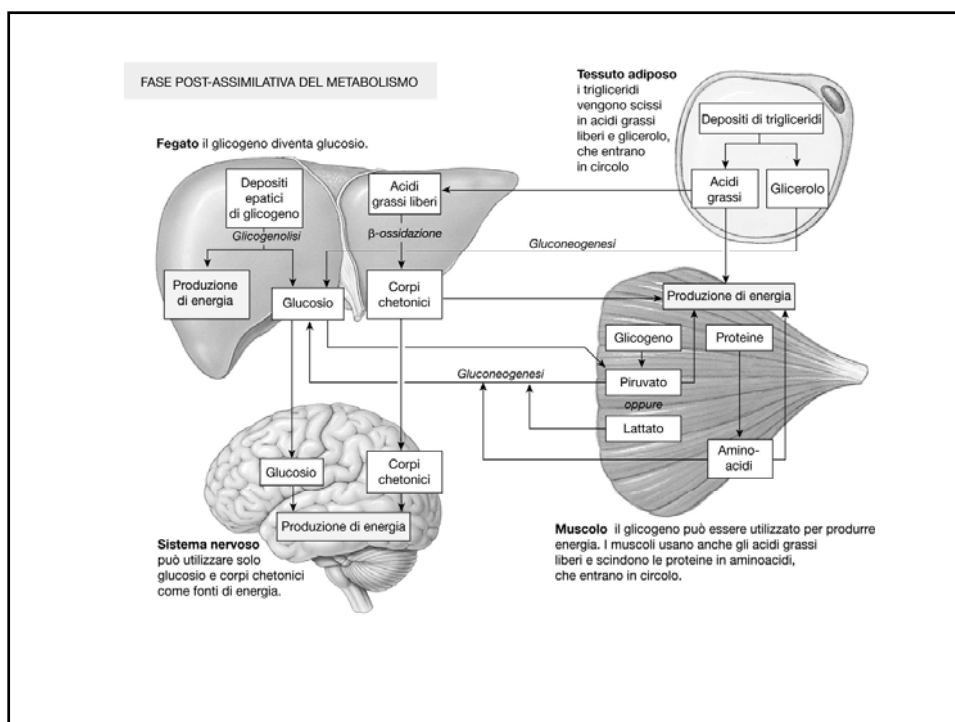 FASE POST-ASSIMILATIVA DEL METABOLISMO
Fegato il glicogeno diventa glucosio.
Depositi
epatici
di glicogeno
Glicogenolisi
Produzione
di energia
Glucosio
Acidi
grassi liberi
β-ossidazione
Corpi
chetonici
Tessuto adiposo
i trigliceridi
vengono scissi
in acidi grassi
liberi e glicerolo,
che entrano
in circolo
Depositi di trigliceridi
Acidi
grassi
Glicerolo
Gluconeogenesi
Produzione di energia
Glicogeno
Proteine
Gluconeogenesi
Piruvato
oppure
Lattato
Amino-
acidi
Glucosio
Corpi
chetonici
Produzione di energia
Sistema nervoso
può utilizzare solo
glucosio e corpi chetonici
come fonti di energia.
Muscolo il glicogeno può essere utilizzato per produrre
energia. I muscoli usano anche gli acidi grassi
liberi e scindono le proteine in aminoacidi,
che entrano in circolo.